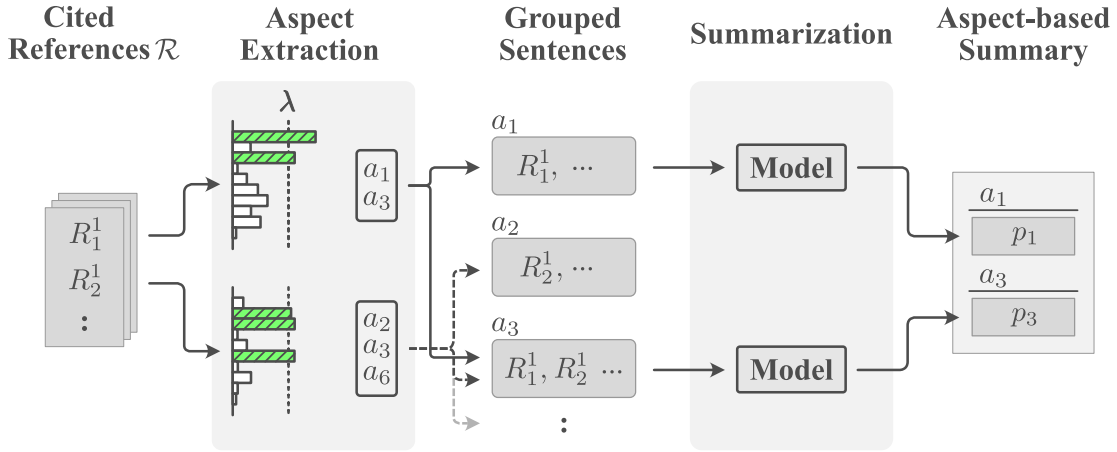 Cited
References ℛ
Aspect
Extraction
Grouped
Sentences
Summarization
Aspect-based
Summary
λ
a₁
a₃
a₂
a₃
a₆
R₁¹
R₂¹
:
a₁
R₁¹, ···
a₂
R₂¹, ···
a₃
R₁¹, R₂¹ ···
:
Model
Model
a₁
p₁
a₃
p₃